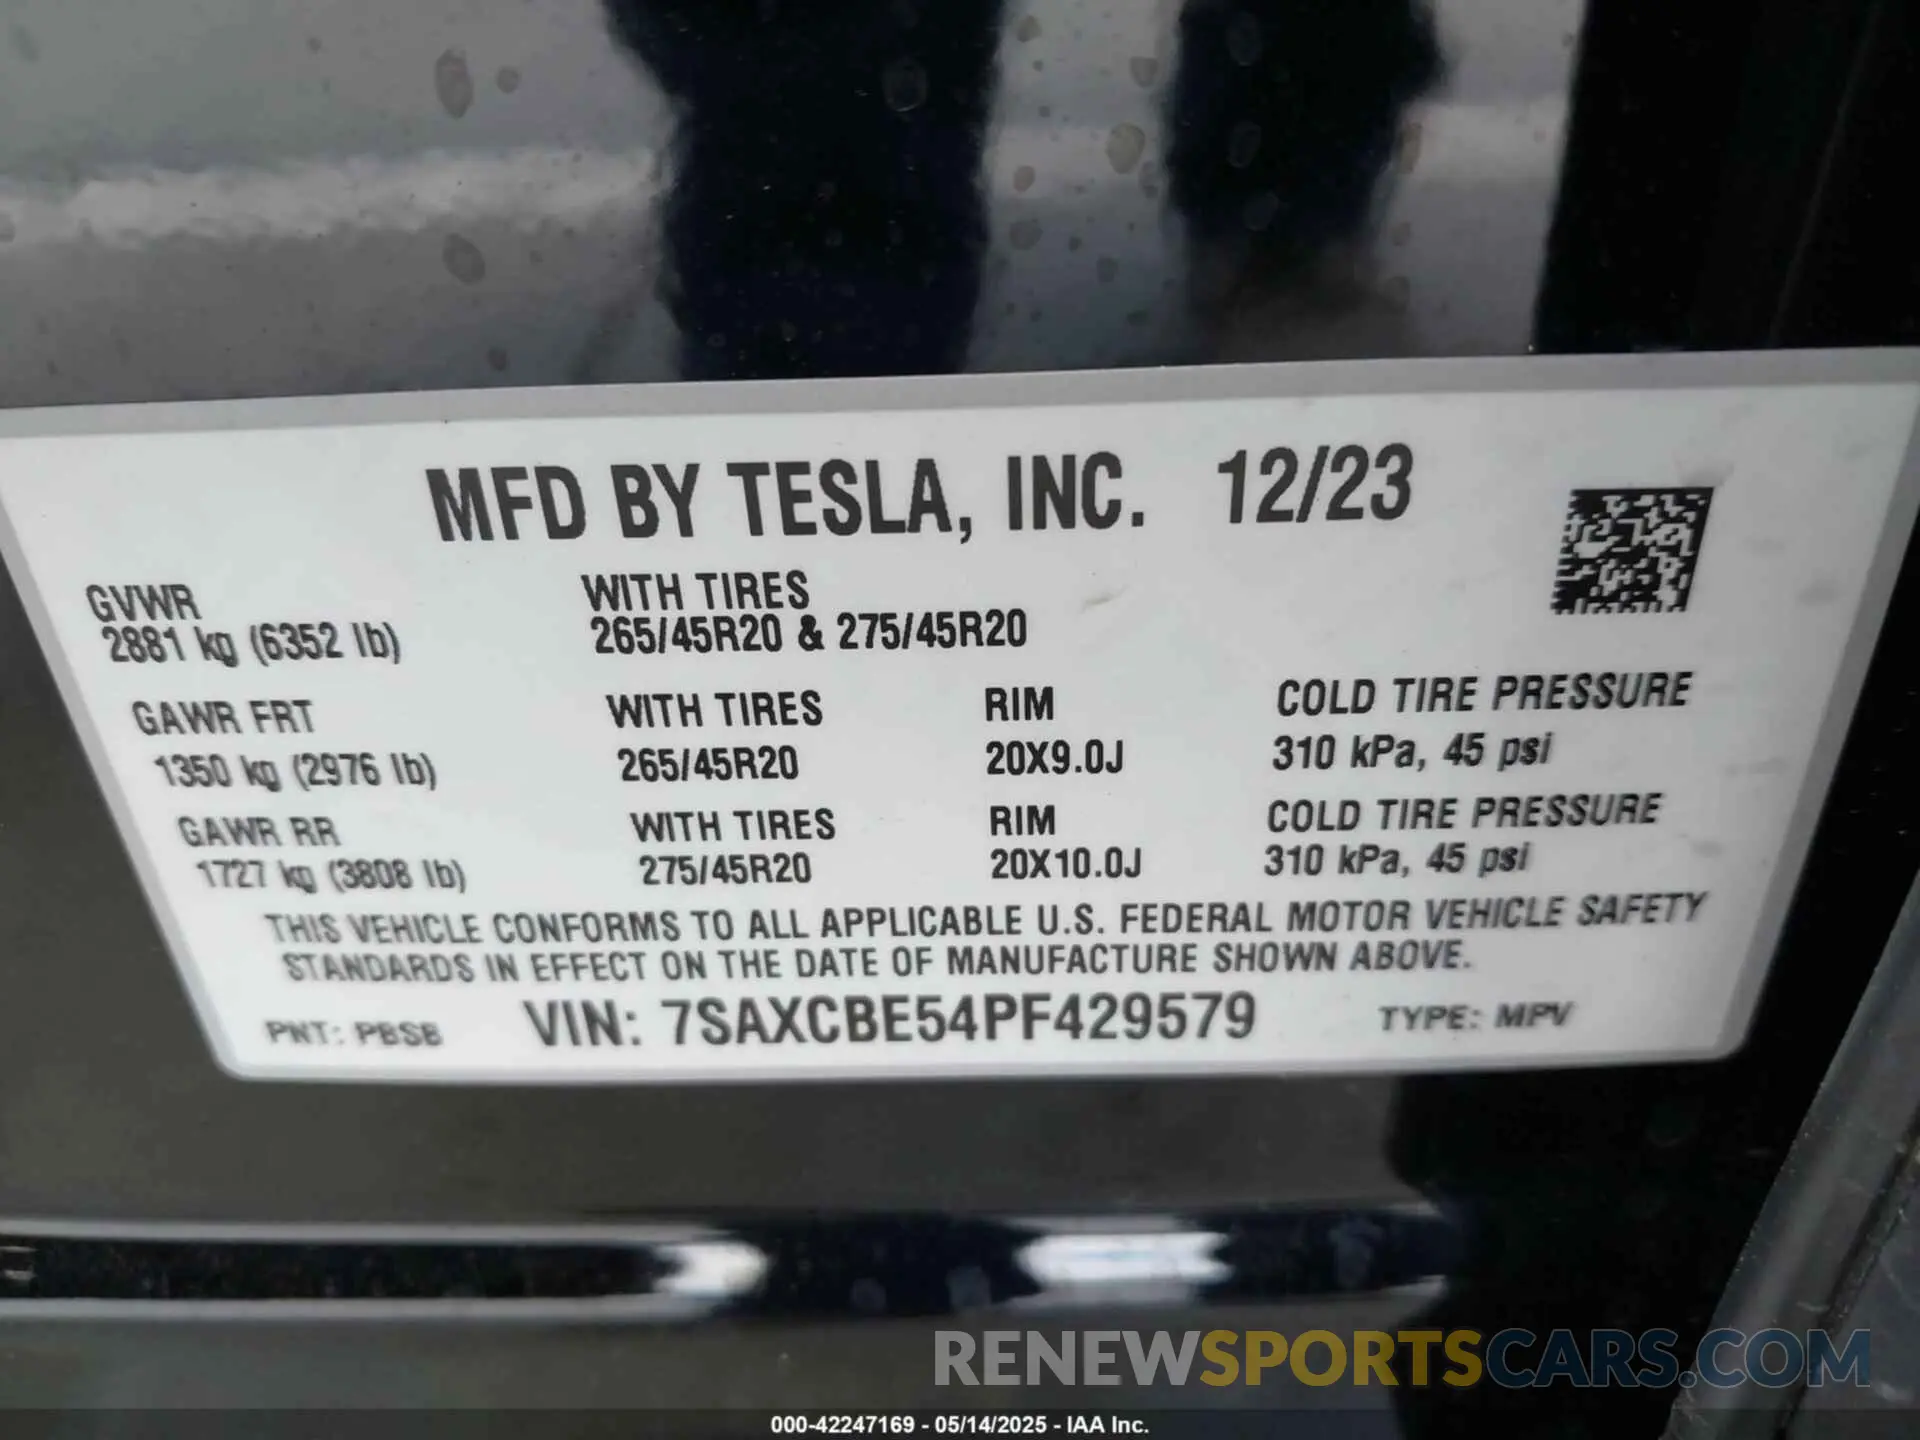 MFD BY TESLA, INC. 12/23
GVWR WITH TIRES
2881 kg (6352 lb) 265/45R20 & 275/45R20
GAWR FRT WITH TIRES RIM COLD TIRE PRESSURE
1350 kg (2976 lb) 265/45R20 20X9.0J 310 kPa, 45 psi
GAWR RR WITH TIRES RIM COLD TIRE PRESSURE
1727 kg (3808 lb) 275/45R20 20X10.0J 310 kPa, 45 psi
THIS VEHICLE CONFORMS TO ALL APPLICABLE U.S. FEDERAL MOTOR VEHICLE SAFETY
STANDARDS IN EFFECT ON THE DATE OF MANUFACTURE SHOWN ABOVE.
PNT: PBSB VIN: 7SAXCBE54PF429579 TYPE: MPV
RENEWSPORTSCARS.COM
000-42247169 - 05/14/2025 - IAA Inc.